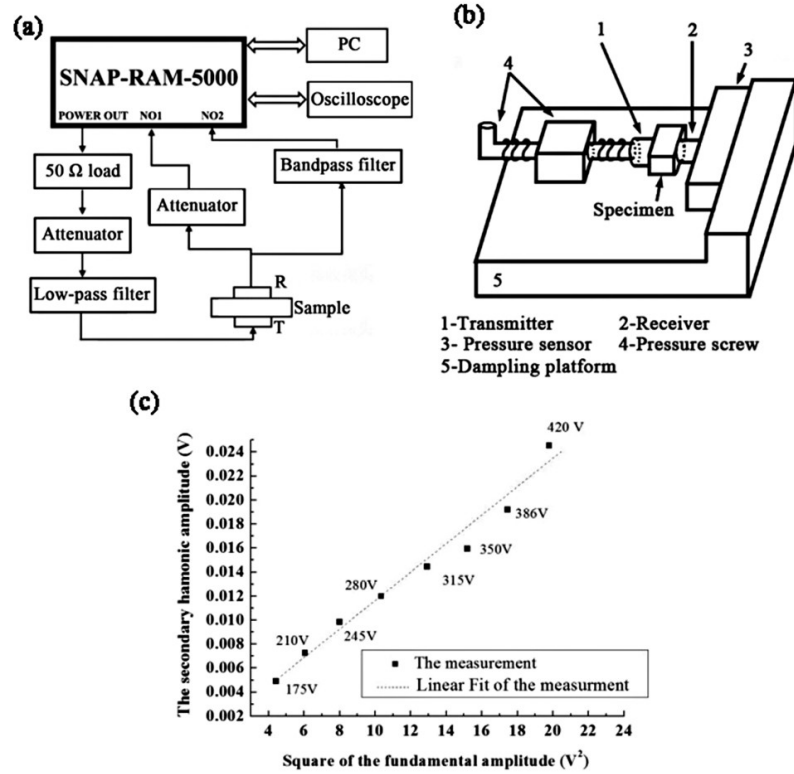 (a)
PC
SNAP-RAM-5000
Oscilloscope
POWER OUT NO1 NO2
50 Ω load
Bandpass filter
Attenuator
Attenuator
Low-pass filter
R
Sample
T
(b)
1
2
3
4
Specimen
5
1-Transmitter 2-Receiver
3- Pressure sensor 4-Pressure screw
5-Dampling platform
(c)
The secondary hamonic amplitude (V)
0.024
0.022
0.020
0.018
0.016
0.014
0.012
0.010
0.008
0.006
0.004
0.002
420 V
386V
350V
315V
280V
245V
210V
175V
The measurement
Linear Fit of the measurment
4 6 8 10 12 14 16 18 20 22 24
Square of the fundamental amplitude (V²)